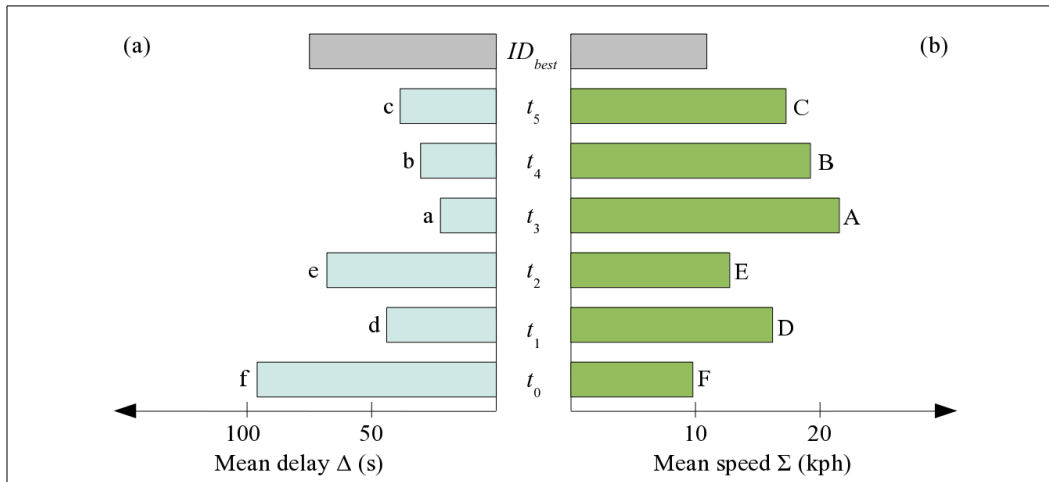 (a) ID_best (b)
c t_5 C
b t_4 B
a t_3 A
e t_2 E
d t_1 D
f t_0 F
100 50 10 20
Mean delay Δ (s) Mean speed Σ (kph)